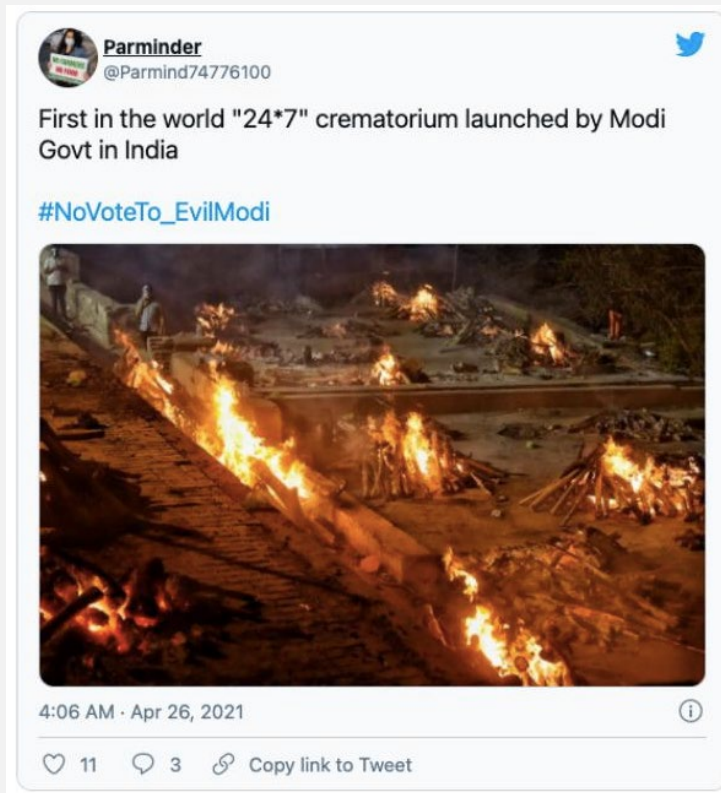 Parminder
@Parmind74776100
First in the world "24*7" crematorium launched by Modi
Govt in India
#NoVoteTo_EvilModi
4:06 AM · Apr 26, 2021
11 3 Copy link to Tweet